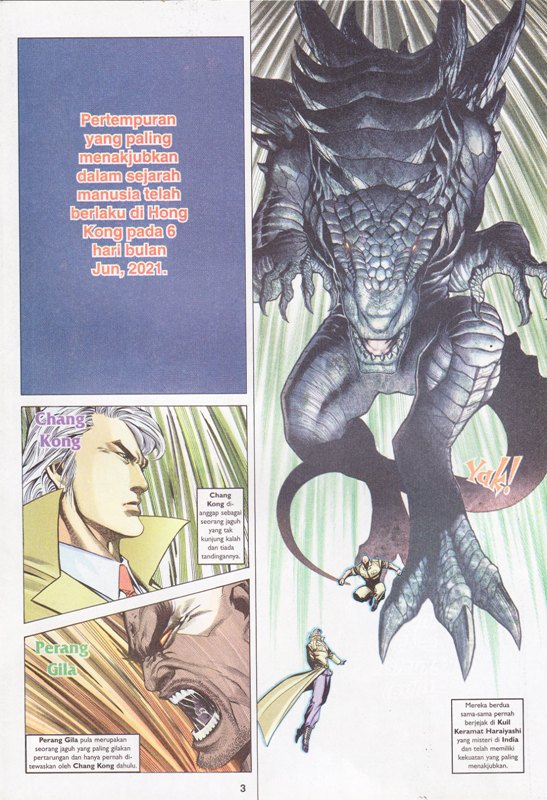 Pertempuran
yang paling
menakjubkan
dalam sejarah
manusia telah
berlaku di Hong
Kong pada 6
hari bulan
Jun, 2021.
Chang
Kong
Chang
Kong di-
anggap sebagai
seorang jaguh
yang tak
kunjung kalah
dan tiada
tandingannya.
Perang
Gila
Perang Gila pula merupakan
seorang jaguh yang paling gilakan
pertarungan dan hanya pernah di-
tewaskan oleh Chang Kong dahulu.
Yak!
Mereka berdua
sama-sama pernah
berjejak di Kuil
Keramat Haraiyashi
yang misteri di India
dan telah memiliki
kekuatan yang paling
menakjubkan.
3